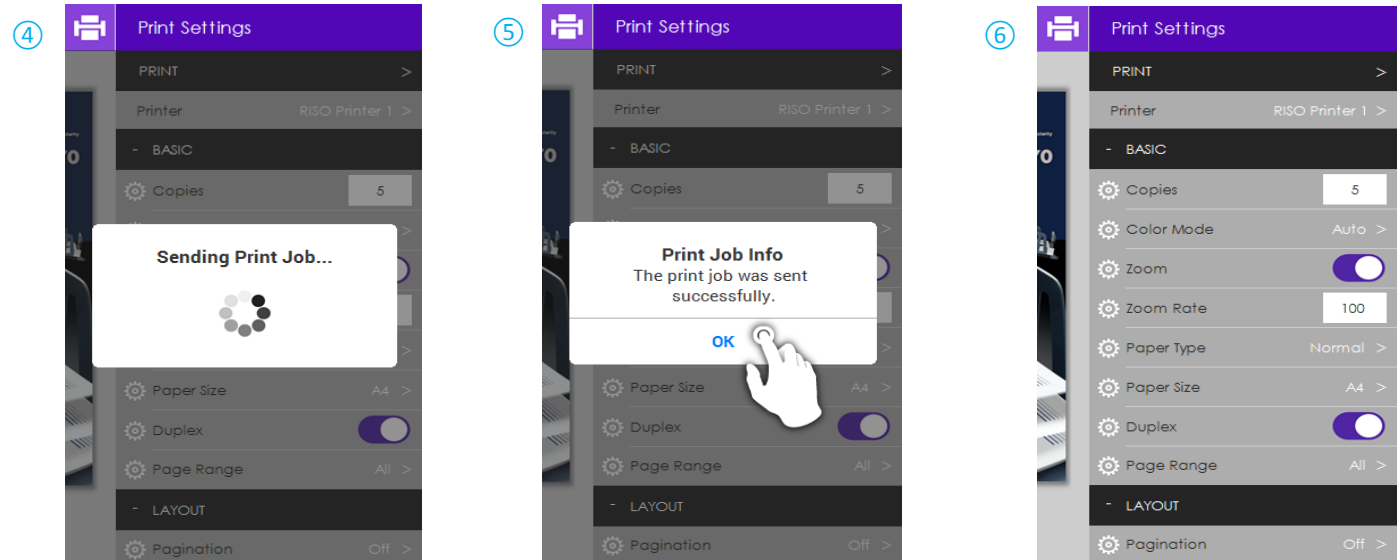 ④
Print Settings
PRINT >
Printer RISO Printer 1 >
- BASIC
Copies 5
>
Sending Print Job...
>
Paper Size A4 >
Duplex
Page Range All >
- LAYOUT
Pagination Off >
⑤
Print Settings
PRINT >
Printer RISO Printer 1 >
- BASIC
Copies 5
>
Print Job Info
The print job was sent
successfully.
OK
>
Paper Size A4 >
Duplex
Page Range All >
- LAYOUT
Pagination Off >
⑥
Print Settings
PRINT >
Printer RISO Printer 1 >
- BASIC
Copies 5
Color Mode Auto >
Zoom
Zoom Rate 100
Paper Type Normal >
Paper Size A4 >
Duplex
Page Range All >
- LAYOUT
Pagination Off >